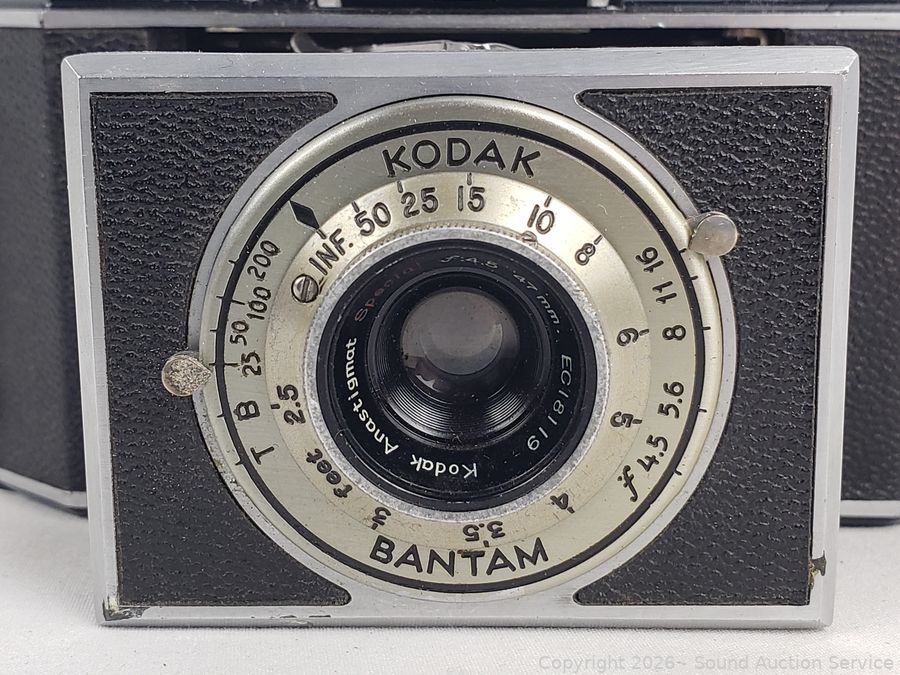 KODAK
INF. 50 25 15 10 8 6 5 4 3.5 3 feet 2.5
200 100 50 25 B T
16 11 8 5.6 4.5 f:
Kodak Anastigmat Special f:4.5 47mm. EC18119
BANTAM
Copyright 2026~ Sound Auction Service